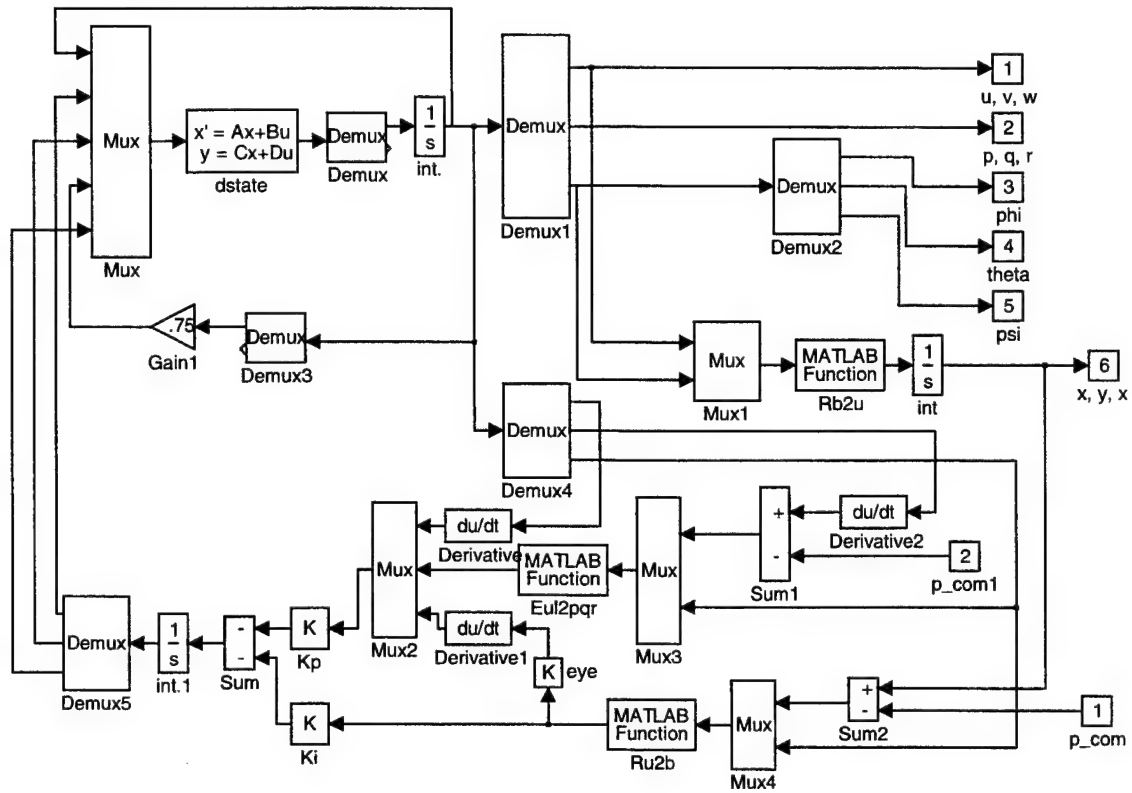 Mux
Mux
x' = Ax+Bu
y = Cx+Du
dstate
Demux
Demux
1
s
int.
Demux
Demux1
1
u, v, w
2
p, q, r
Demux
Demux2
3
phi
4
theta
5
psi
.75
Gain1
Demux
Demux3
Mux
Mux1
MATLAB
Function
Rb2u
1
s
int
6
x, y, x
Demux
Demux4
du/dt
Derivative
MATLAB
Function
Eul2pqr
Mux
Mux2
du/dt
Derivative1
K
eye
Mux
Mux3
+
-
Sum1
du/dt
Derivative2
2
p_com1
Demux
Demux5
1
s
int.1
-
-
Sum
K
Kp
K
Ki
MATLAB
Function
Ru2b
Mux
Mux4
+
-
Sum2
1
p_com